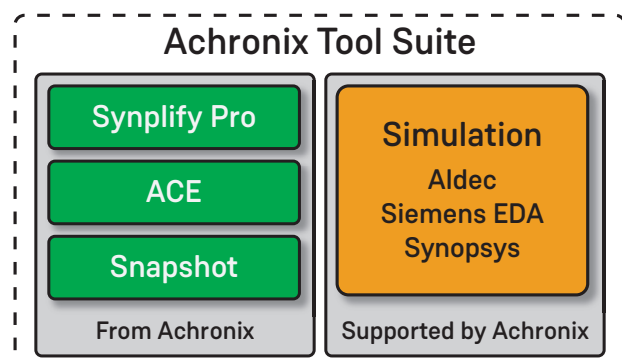 Achronix Tool Suite
Synplify Pro
ACE
Snapshot
From Achronix
Simulation
Aldec
Siemens EDA
Synopsys
Supported by Achronix